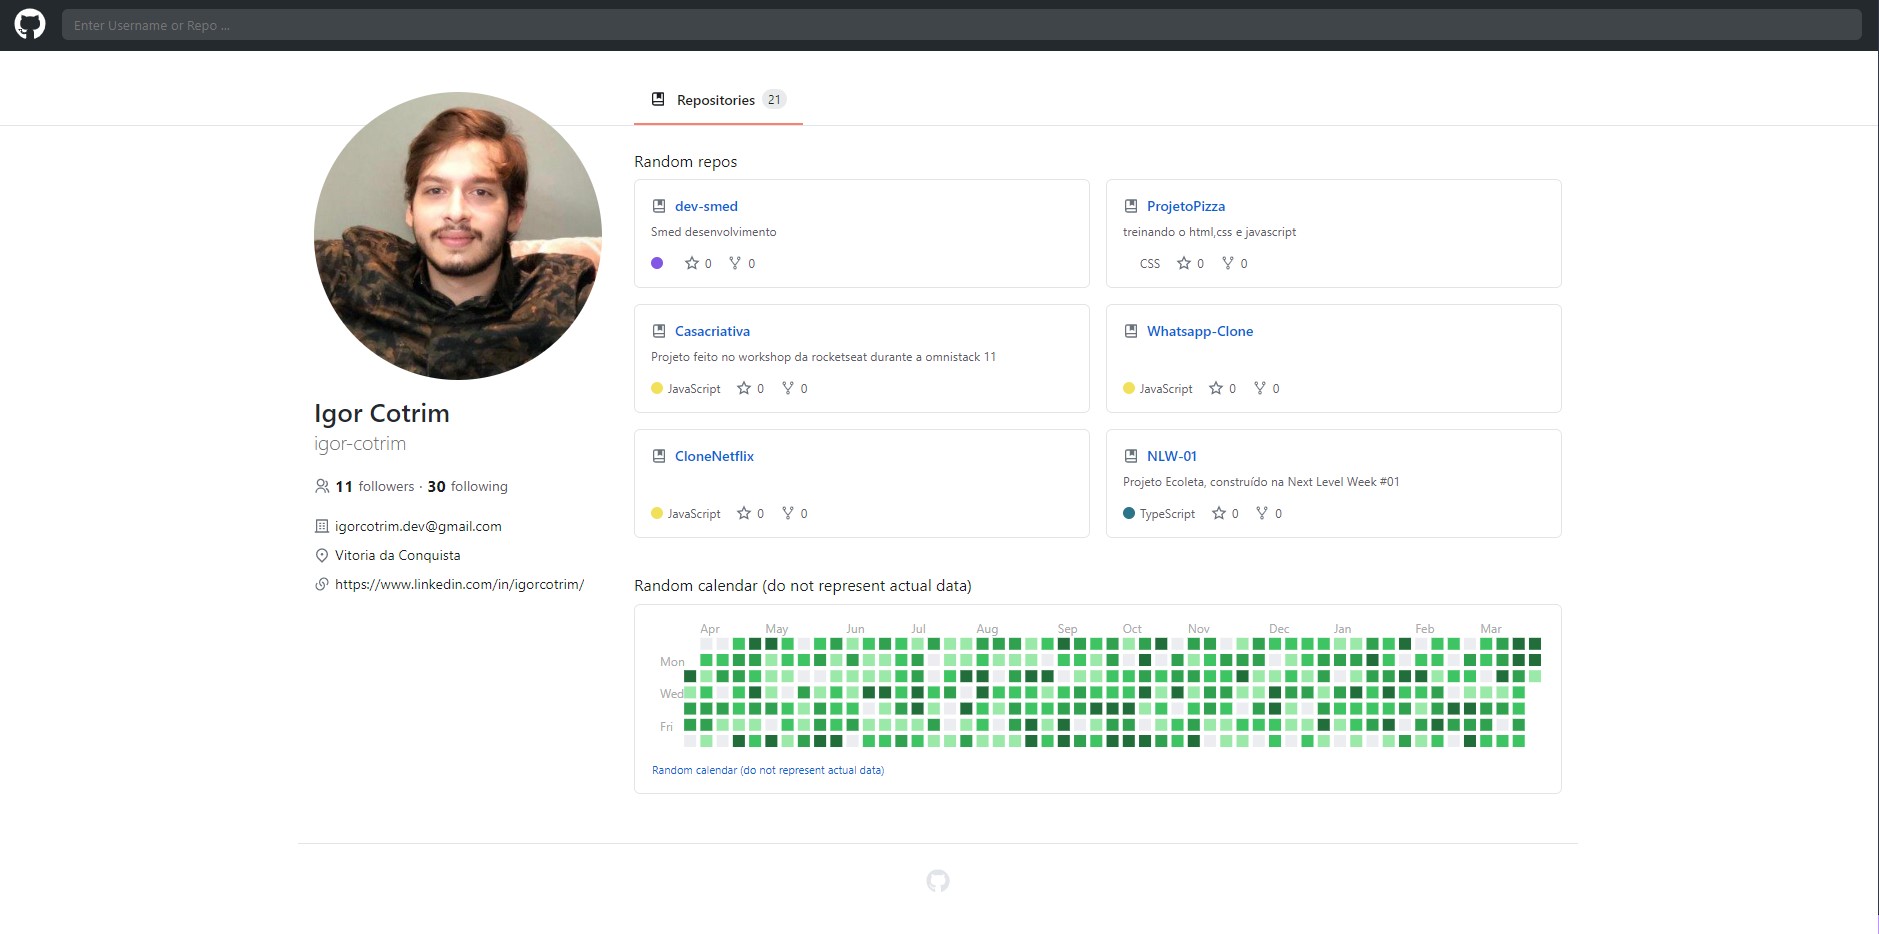 Enter Username or Repo ...
Repositories 21
Igor Cotrim
igor-cotrim
11 followers · 30 following
igorcotrim.dev@gmail.com
Vitoria da Conquista
https://www.linkedin.com/in/igorcotrim/
Random repos
dev-smed
Smed desenvolvimento
0 0
ProjetoPizza
treinando o html,css e javascript
CSS 0 0
Casacriativa
Projeto feito no workshop da rocketseat durante a omnistack 11
JavaScript 0 0
Whatsapp-Clone
JavaScript 0 0
CloneNetflix
JavaScript 0 0
NLW-01
Projeto Ecoleta, construído na Next Level Week #01
TypeScript 0 0
Random calendar (do not represent actual data)
Apr May Jun Jul Aug Sep Oct Nov Dec Jan Feb Mar
Mon
Wed
Fri
Random calendar (do not represent actual data)